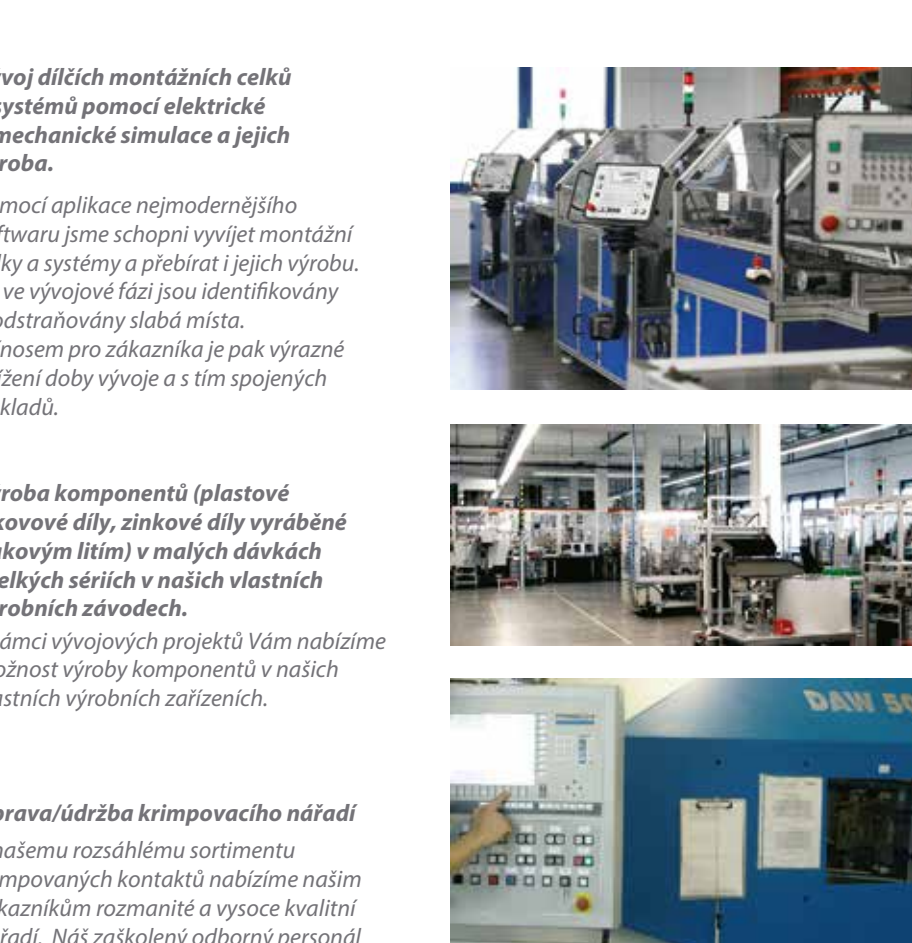 voj dílčích montážních celků
systémů pomocí elektrické
mechanické simulace a jejich
roba.
mocí aplikace nejmodernějšího
ftwaru jsme schopni vyvíjet montážní
lky a systémy a přebírat i jejich výrobu.
ve vývojové fázi jsou identifikovány
odstraňovány slabá místa.
ínosem pro zákazníka je pak výrazné
ížení doby vývoje a s tím spojených
kladů.
roba komponentů (plastové
kovové díly, zinkové díly vyráběné
akovým litím) v malých dávkách
elkých sériích v našich vlastních
robních závodech.
ámci vývojových projektů Vám nabízíme
ožnost výroby komponentů v našich
astních výrobních zařízeních.
prava/údržba krimpovacího nářadí
našemu rozsáhlému sortimentu
impovaných kontaktů nabízíme našim
kazníkům rozmanité a vysoce kvalitní
řadí. Náš zaškolený odborný personál
DAW 50